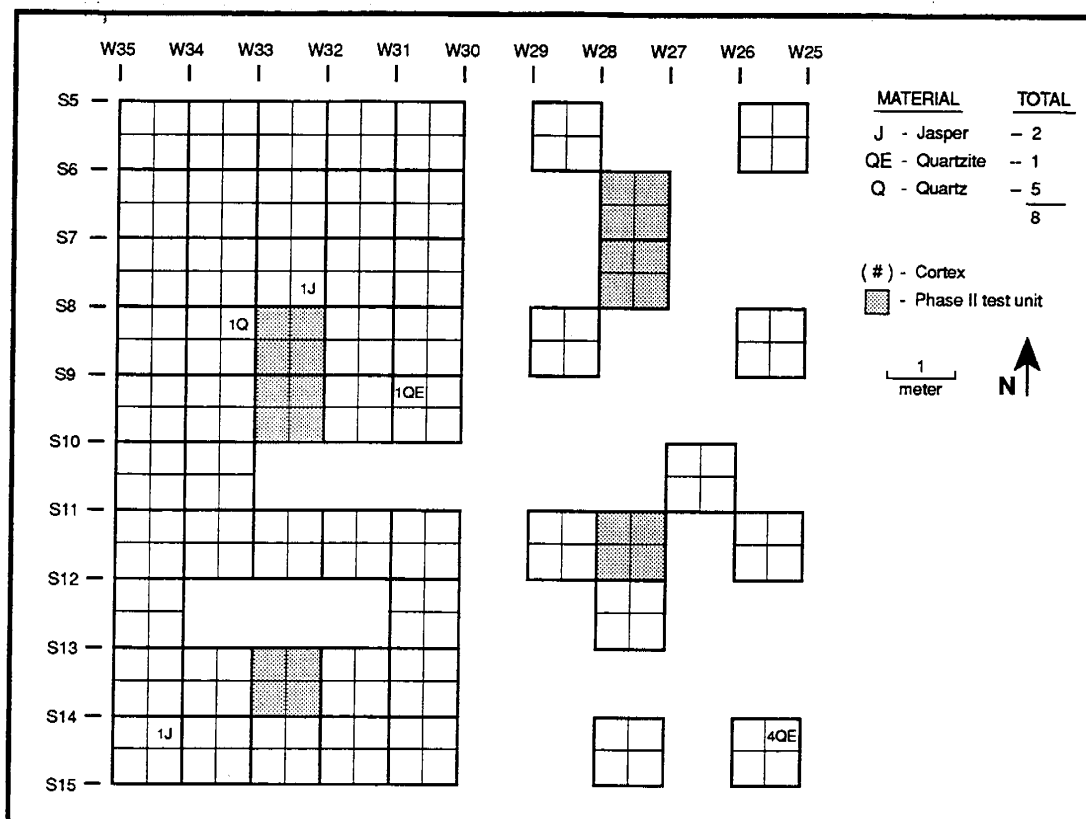 W35 W34 W33 W32 W31 W30 W29 W28 W27 W26 W25
S5
S6
S7
S8
S9
S10
S11
S12
S13
S14
S15
1J
1Q
1QE
1J
4QE
MATERIAL TOTAL
J - Jasper – 2
QE - Quartzite -- 1
Q - Quartz – 5
8
(#) - Cortex
- Phase II test unit
1
meter
N